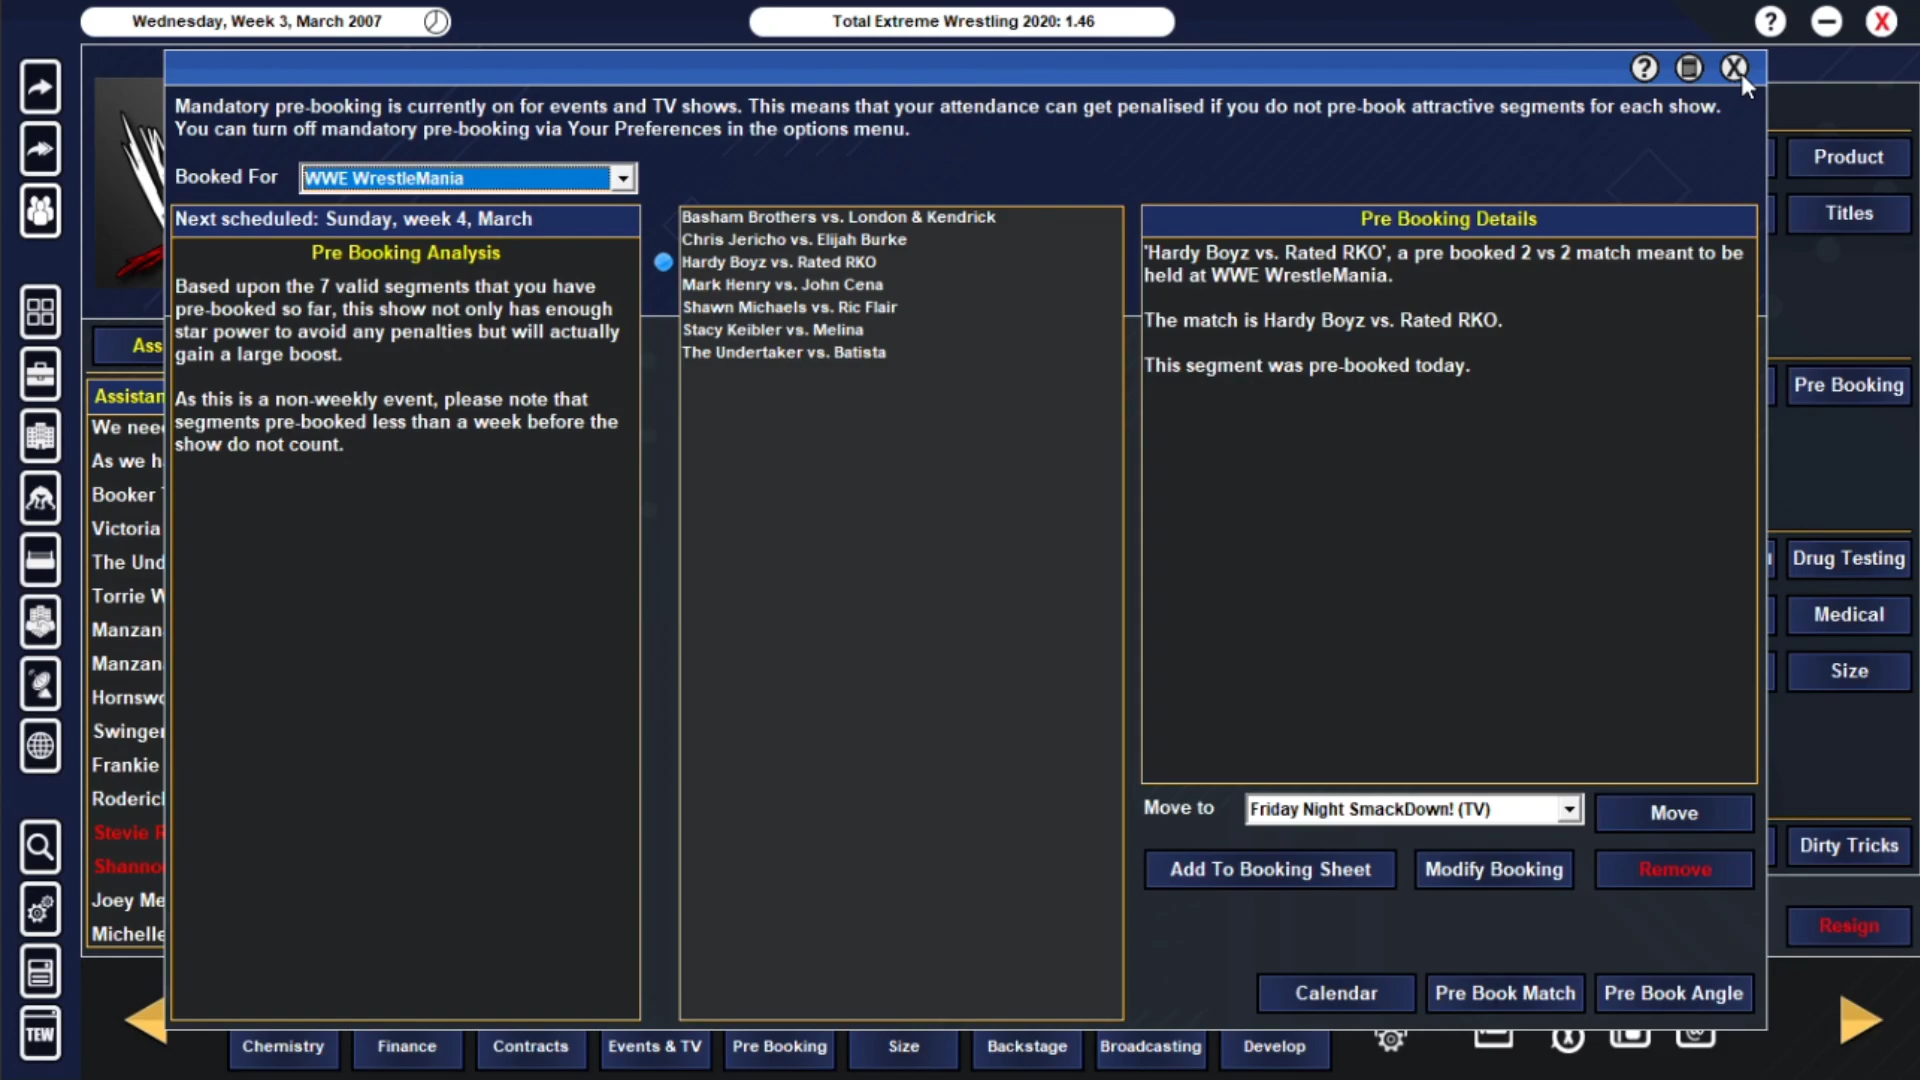 Wednesday, Week 3, March 2007
Total Extreme Wrestling 2020: 1.46
?
X
? X
Mandatory pre-booking is currently on for events and TV shows. This means that your attendance can get penalised if you do not pre-book attractive segments for each show.
You can turn off mandatory pre-booking via Your Preferences in the options menu.
Booked For
WWE WrestleMania
Next scheduled: Sunday, week 4, March
Pre Booking Analysis
Based upon the 7 valid segments that you have
pre-booked so far, this show not only has enough
star power to avoid any penalties but will actually
gain a large boost.
As this is a non-weekly event, please note that
segments pre-booked less than a week before the
show do not count.
Basham Brothers vs. London & Kendrick
Chris Jericho vs. Elijah Burke
Hardy Boyz vs. Rated RKO
Mark Henry vs. John Cena
Shawn Michaels vs. Ric Flair
Stacy Keibler vs. Melina
The Undertaker vs. Batista
Pre Booking Details
'Hardy Boyz vs. Rated RKO', a pre booked 2 vs 2 match meant to be
held at WWE WrestleMania.
The match is Hardy Boyz vs. Rated RKO.
This segment was pre-booked today.
Move to
Friday Night SmackDown! (TV)
Move
Add To Booking Sheet
Modify Booking
Remove
Calendar
Pre Book Match
Pre Book Angle
Ass
Assistan
We nee
As we h
Booker
Victoria
The Und
Torrie W
Manzan
Manzan
Hornswo
Swinger
Frankie
Roderic
Stevie R
Shanno
Joey Me
Michelle
Product
Titles
Pre Booking
Drug Testing
Medical
Size
Dirty Tricks
Resign
TEW
Chemistry
Finance
Contracts
Events & TV
Pre Booking
Size
Backstage
Broadcasting
Develop